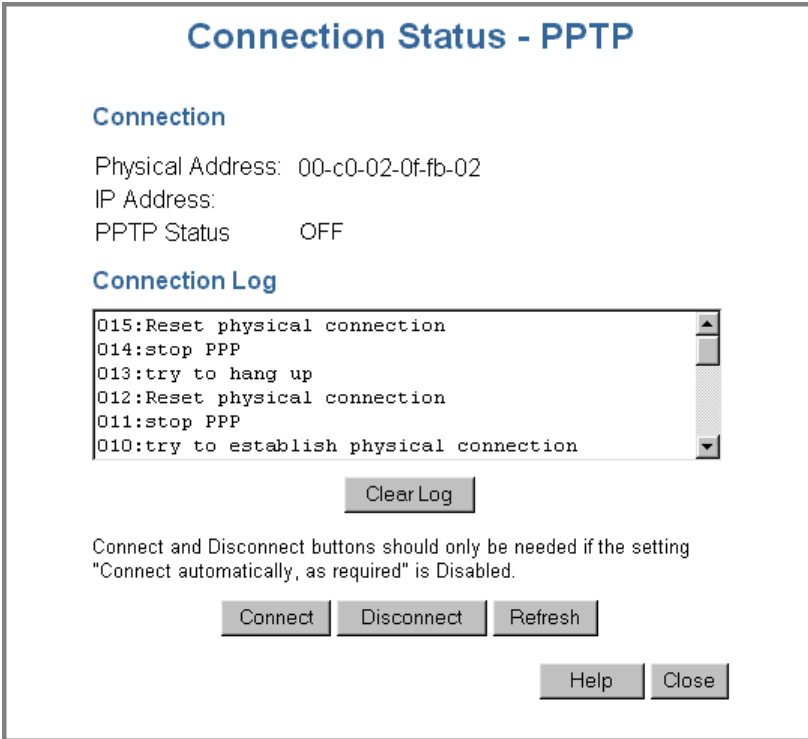 Connection Status - PPTP
Connection
Physical Address: 00-c0-02-0f-fb-02
IP Address:
PPTP Status OFF
Connection Log
015:Reset physical connection
014:stop PPP
013:try to hang up
012:Reset physical connection
011:stop PPP
010:try to establish physical connection
Clear Log
Connect and Disconnect buttons should only be needed if the setting
"Connect automatically, as required" is Disabled.
Connect Disconnect Refresh
Help Close